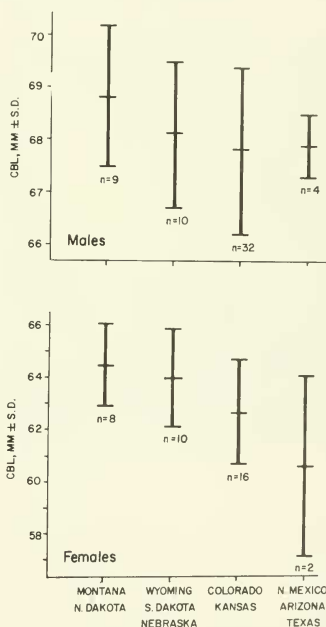 70
69
68
67
66
CBL, MM ± S.D.
n=9
n=10
n=32
n=4
Males
66
64
62
60
58
CBL, MM ± S.D.
n=8
n=10
n=16
n=2
Females
MONTANA
N. DAKOTA
WYOMING
S. DAKOTA
NEBRASKA
COLORADO
KANSAS
N. MEXICO
ARIZONA
TEXAS